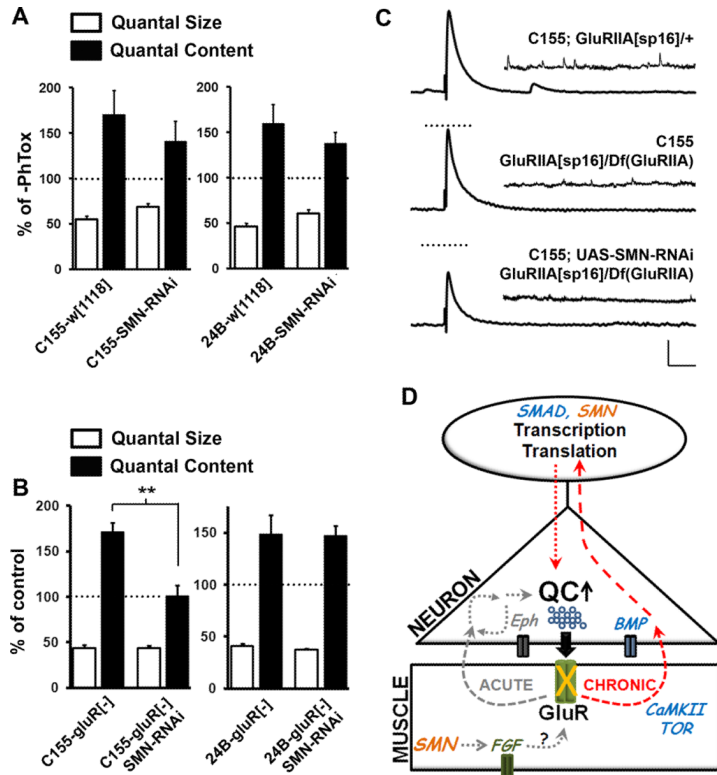 A
Quantal Size
Quantal Content
% of -PhTox
200
150
100
50
0
C155-w[1118]
C155-SMN-RNAi
200
150
100
50
0
24B-w[1118]
24B-SMN-RNAi
B
Quantal Size
Quantal Content
% of control
**
200
150
100
50
0
C155-gluR[-]
C155-gluR[-]
SMN-RNAi
150
100
50
0
24B-gluR[-]
24B-gluR[-]
SMN-RNAi
C
C155; GluRIIA[sp16]/+
C155
GluRIIA[sp16]/Df(GluRIIA)
C155; UAS-SMN-RNAi
GluRIIA[sp16]/Df(GluRIIA)
D
SMAD, SMN
Transcription
Translation
NEURON
QC↑
Eph
BMP
MUSCLE
ACUTE
X
CHRONIC
GluR
CaMKII
TOR
SMN
FGF
?